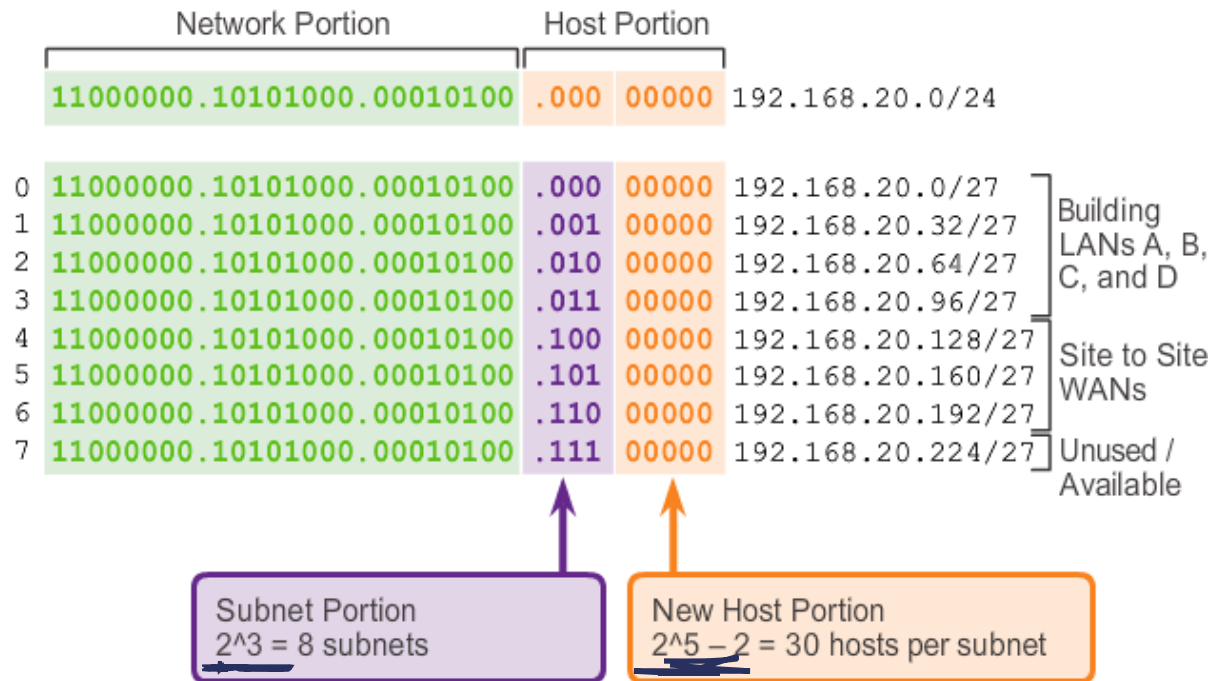 Network Portion Host Portion
11000000.10101000.00010100 .000 00000 192.168.20.0/24
0 11000000.10101000.00010100 .000 00000 192.168.20.0/27
1 11000000.10101000.00010100 .001 00000 192.168.20.32/27
2 11000000.10101000.00010100 .010 00000 192.168.20.64/27
3 11000000.10101000.00010100 .011 00000 192.168.20.96/27
Building
LANs A, B,
C, and D
4 11000000.10101000.00010100 .100 00000 192.168.20.128/27
5 11000000.10101000.00010100 .101 00000 192.168.20.160/27
6 11000000.10101000.00010100 .110 00000 192.168.20.192/27
Site to Site
WANs
7 11000000.10101000.00010100 .111 00000 192.168.20.224/27
Unused /
Available
Subnet Portion
2^3 = 8 subnets
New Host Portion
2^5 – 2 = 30 hosts per subnet